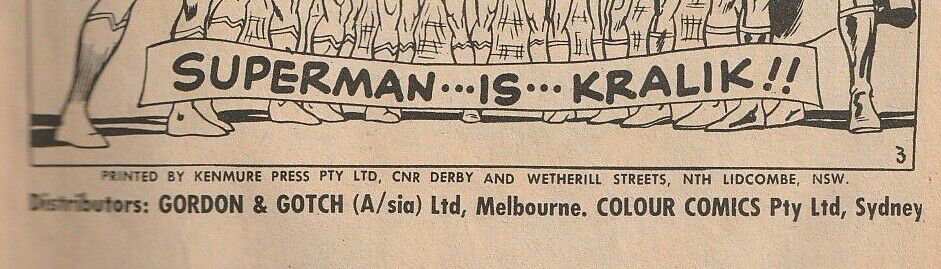 SUPERMAN...IS...KRALIK!!
3
PRINTED BY KENMURE PRESS PTY LTD, CNR DERBY AND WETHERILL STREETS, NTH LIDCOMBE, NSW.
Distributors: GORDON & GOTCH (A/sia) Ltd, Melbourne. COLOUR COMICS Pty Ltd, Sydney